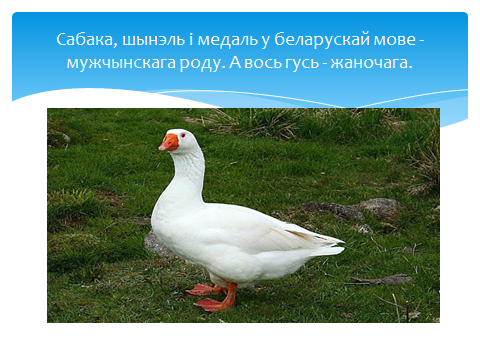 Сабака, шынэль і медаль у беларускай мове -
мужчынскага роду. А вось гусь - жаночага.